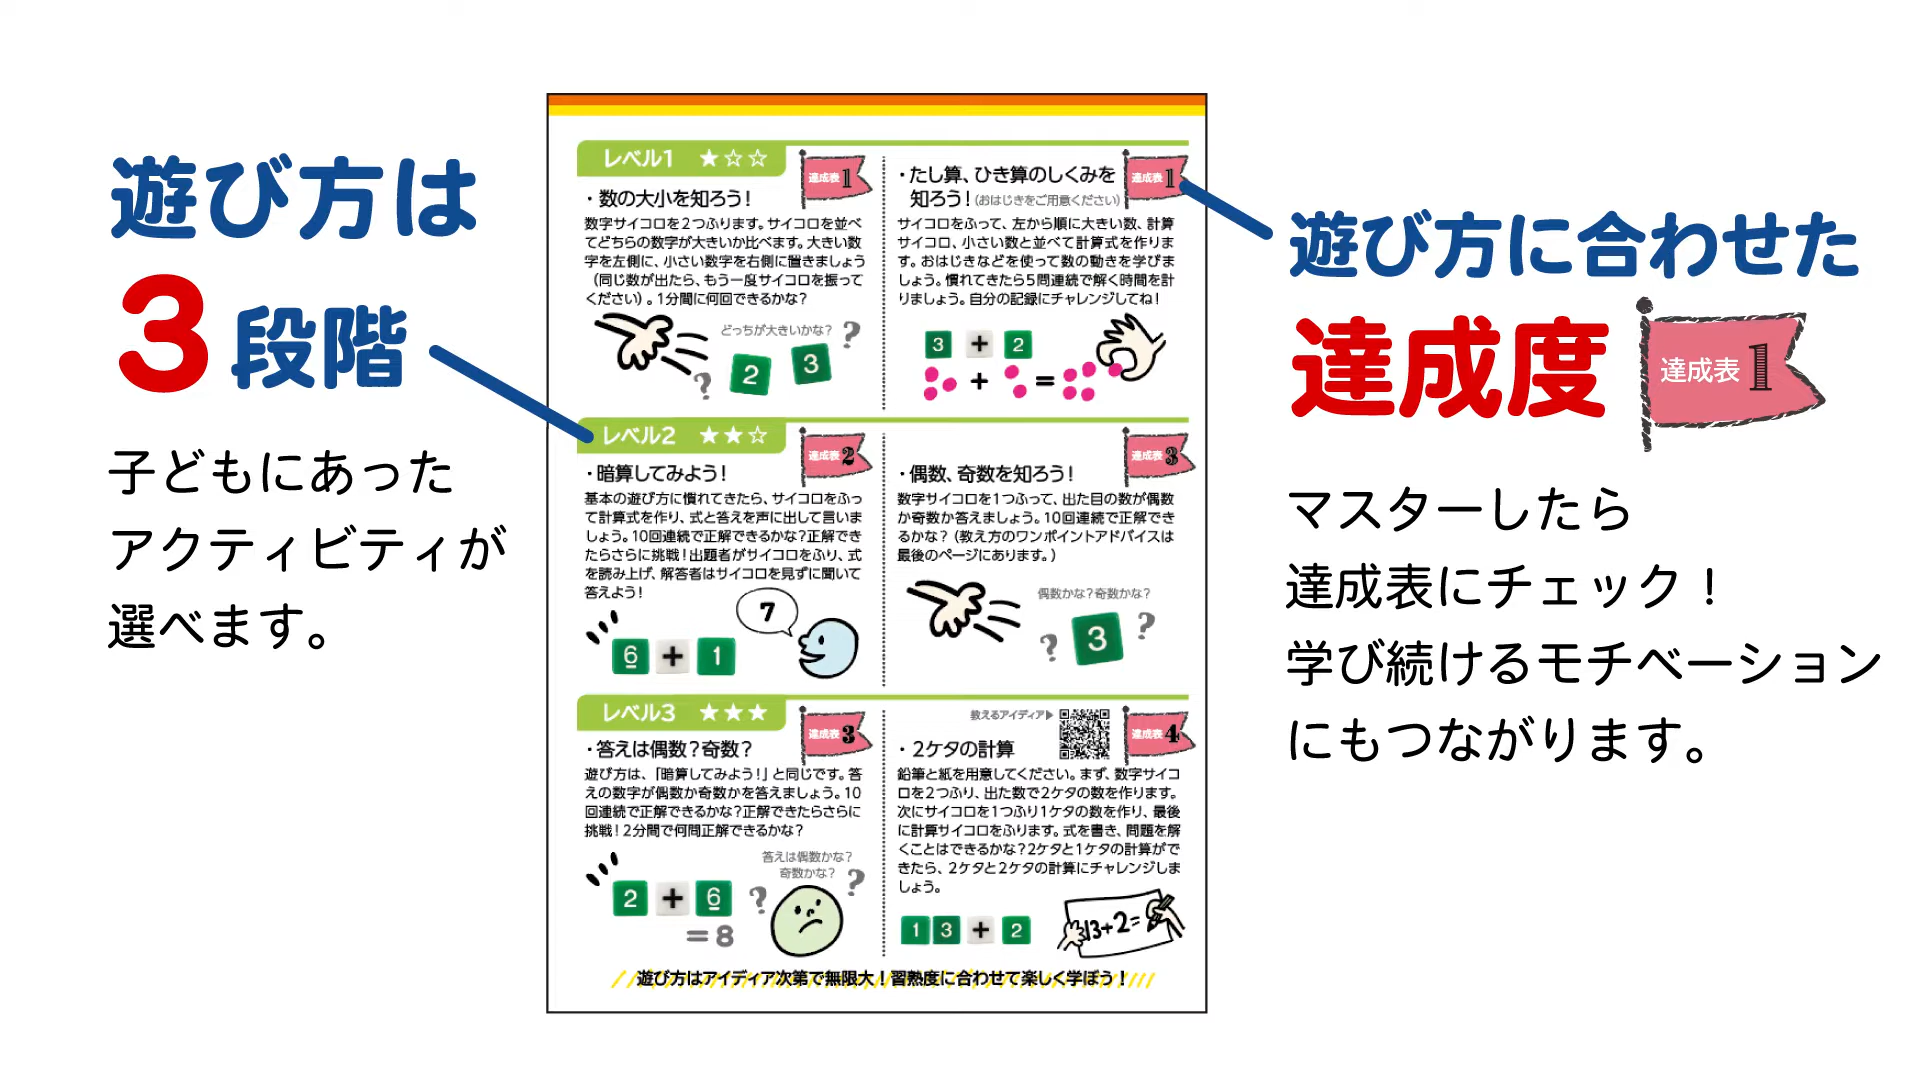 遊び方は
3段階
子どもにあった
アクティビティが
選べます。
レベル1 ★☆☆
達成表1
・数の大小を知ろう！
数字サイコロを2つふります。サイコロを並べ
てどちらの数字が大きいか比べます。大きい数
字を左側に、小さい数字を右側に置きましょう
（同じ数が出たら、もう一度サイコロを振って
ください）。1分間に何回できるかな？
どっちが大きいかな？
?
?
2 3
・たし算、ひき算のしくみを
知ろう！（おはじきをご用意ください）
達成表1
サイコロをふって、左から順に大きい数、計算
サイコロ、小さい数と並べて計算式を作りま
す。おはじきなどを使って数の動きを学びま
しょう。慣れてきたら5問連続で解く時間を計
りましょう。自分の記録にチャレンジしてね！
3 + 2
+ =
レベル2 ★★☆
達成表2
・暗算してみよう！
基本の遊び方に慣れてきたら、サイコロをふっ
て計算式を作り、式と答えを声に出して言いま
しょう。10回連続で正解できるかな？正解でき
たらさらに挑戦！出題者がサイコロをふり、式
を読み上げ、解答者はサイコロを見ずに聞いて
答えよう！
7
6 + 1
達成表3
・偶数、奇数を知ろう！
数字サイコロを1つふって、出た目の数が偶数
か奇数か答えましょう。10回連続で正解でき
るかな？（教え方のワンポイントアドバイスは
最後のページにあります。）
偶数かな？奇数かな？
? 3 ?
レベル3 ★★★
達成表3
・答えは偶数？奇数？
遊び方は、「暗算してみよう！」と同じです。答
えの数字が偶数か奇数かを答えましょう。10
回連続で正解できるかな？正解できたらさらに
挑戦！2分間で何問正解できるかな？
答えは偶数かな？
奇数かな？
? ?
2 + 6
=8
教えるアイディア▶
達成表4
・2ケタの計算
鉛筆と紙を用意してください。まず、数字サイコ
ロを2つふり、出た数で2ケタの数を作ります。
次にサイコロを1つふり1ケタの数を作り、最後
に計算サイコロをふります。式を書き、問題を解
くことはできるかな？2ケタと1ケタの計算がで
きたら、2ケタと2ケタの計算にチャレンジしま
しょう。
1 3 + 2
13+2=
遊び方はアイディア次第で無限大！習熟度に合わせて楽しく学ぼう！
遊び方に合わせた
達成度
達成表1
マスターしたら
達成表にチェック！
学び続けるモチベーション
にもつながります。